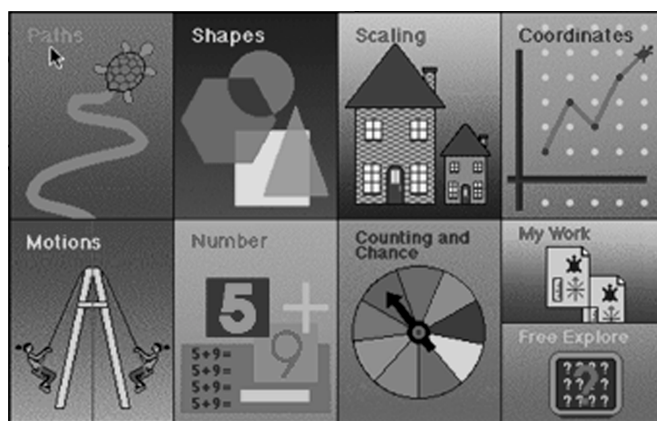 Paths
Shapes
Scaling
Coordinates
Motions
Number
5 +
9
5+9=
5+9=
5+9=
5+9=
Counting and
Chance
My Work
Free Explore
? ? ? ?
? ? ? ?
? ? ? ?
?